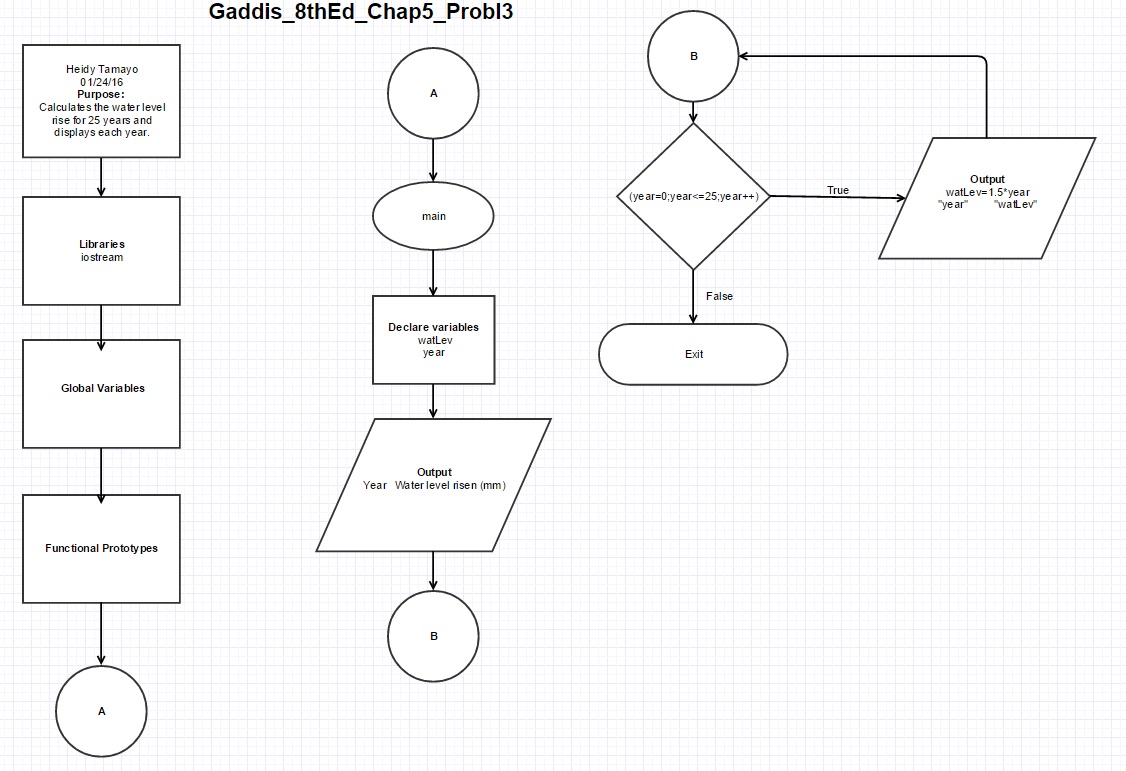 Gaddis_8thEd_Chap5_Probl3
Heidy Tamayo
01/24/16
Purpose:
Calculates the water level
rise for 25 years and
displays each year.
Libraries
iostream
Global Variables
Functional Prototypes
A
A
main
Declare variables
watLev
year
Output
Year Water level risen (mm)
B
B
(year=0;year<=25;year++)
True
Output
watLev=1.5*year
"year" "watLev"
False
Exit